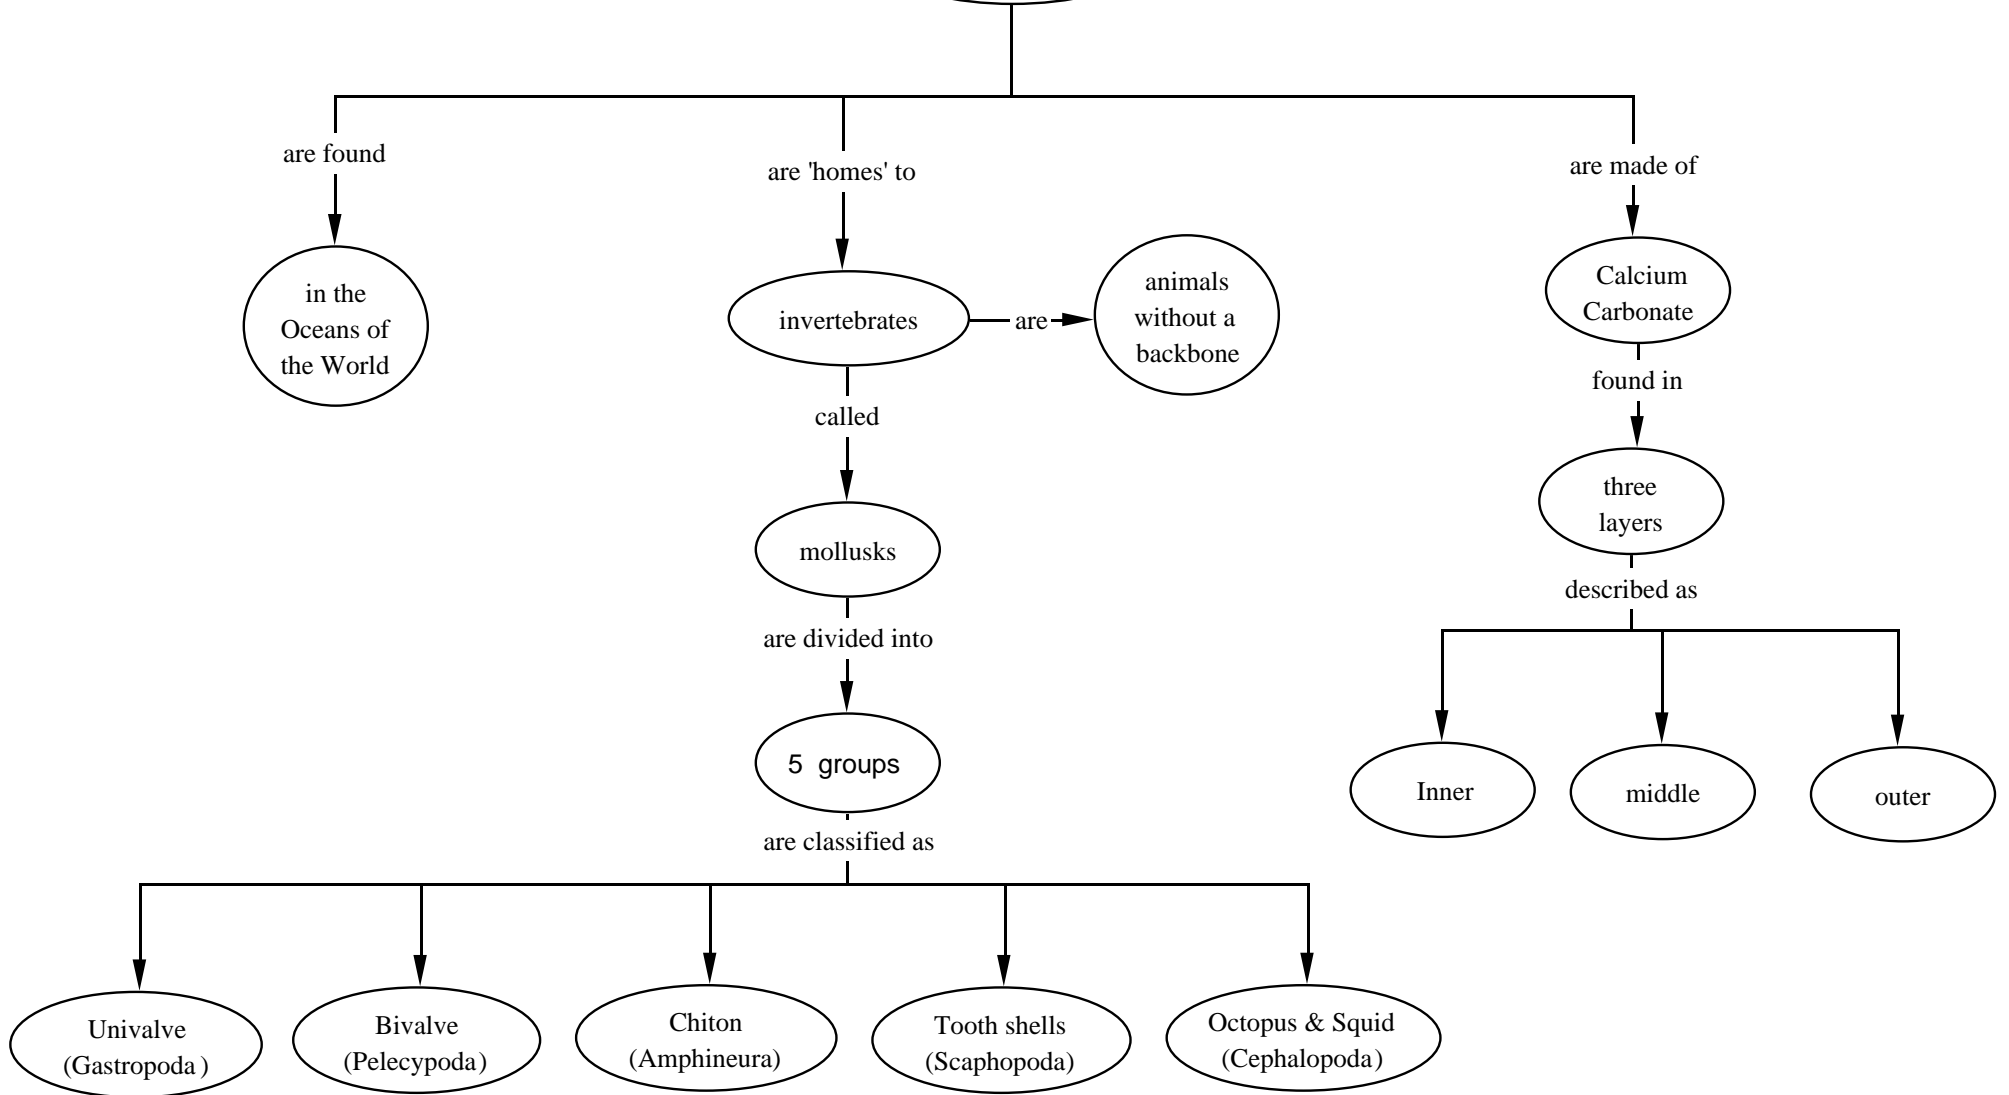 are found
are 'homes' to
are made of
in the
Oceans of
the World
invertebrates
are
animals
without a
backbone
Calcium
Carbonate
called
found in
mollusks
three
layers
are divided into
described as
5 groups
Inner
middle
outer
are classified as
Univalve
(Gastropoda)
Bivalve
(Pelecypoda)
Chiton
(Amphineura)
Tooth shells
(Scaphopoda)
Octopus & Squid
(Cephalopoda)